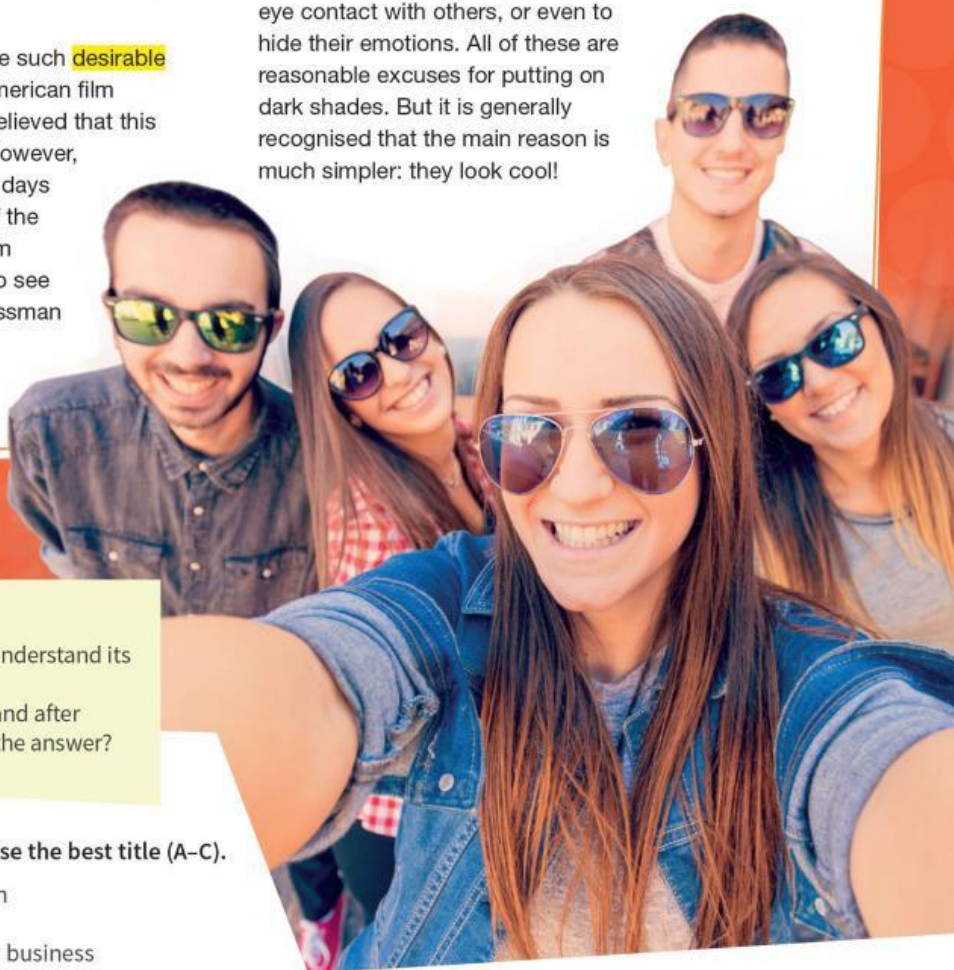 e such desirable
merican film
elieved that this
owever,
days
the
m
o see
ssman
eye contact with others, or even to
hide their emotions. All of these are
reasonable excuses for putting on
dark shades. But it is generally
recognised that the main reason is
much simpler: they look cool!
nderstand its
nd after
he answer?
se the best title (A–C).
n
business